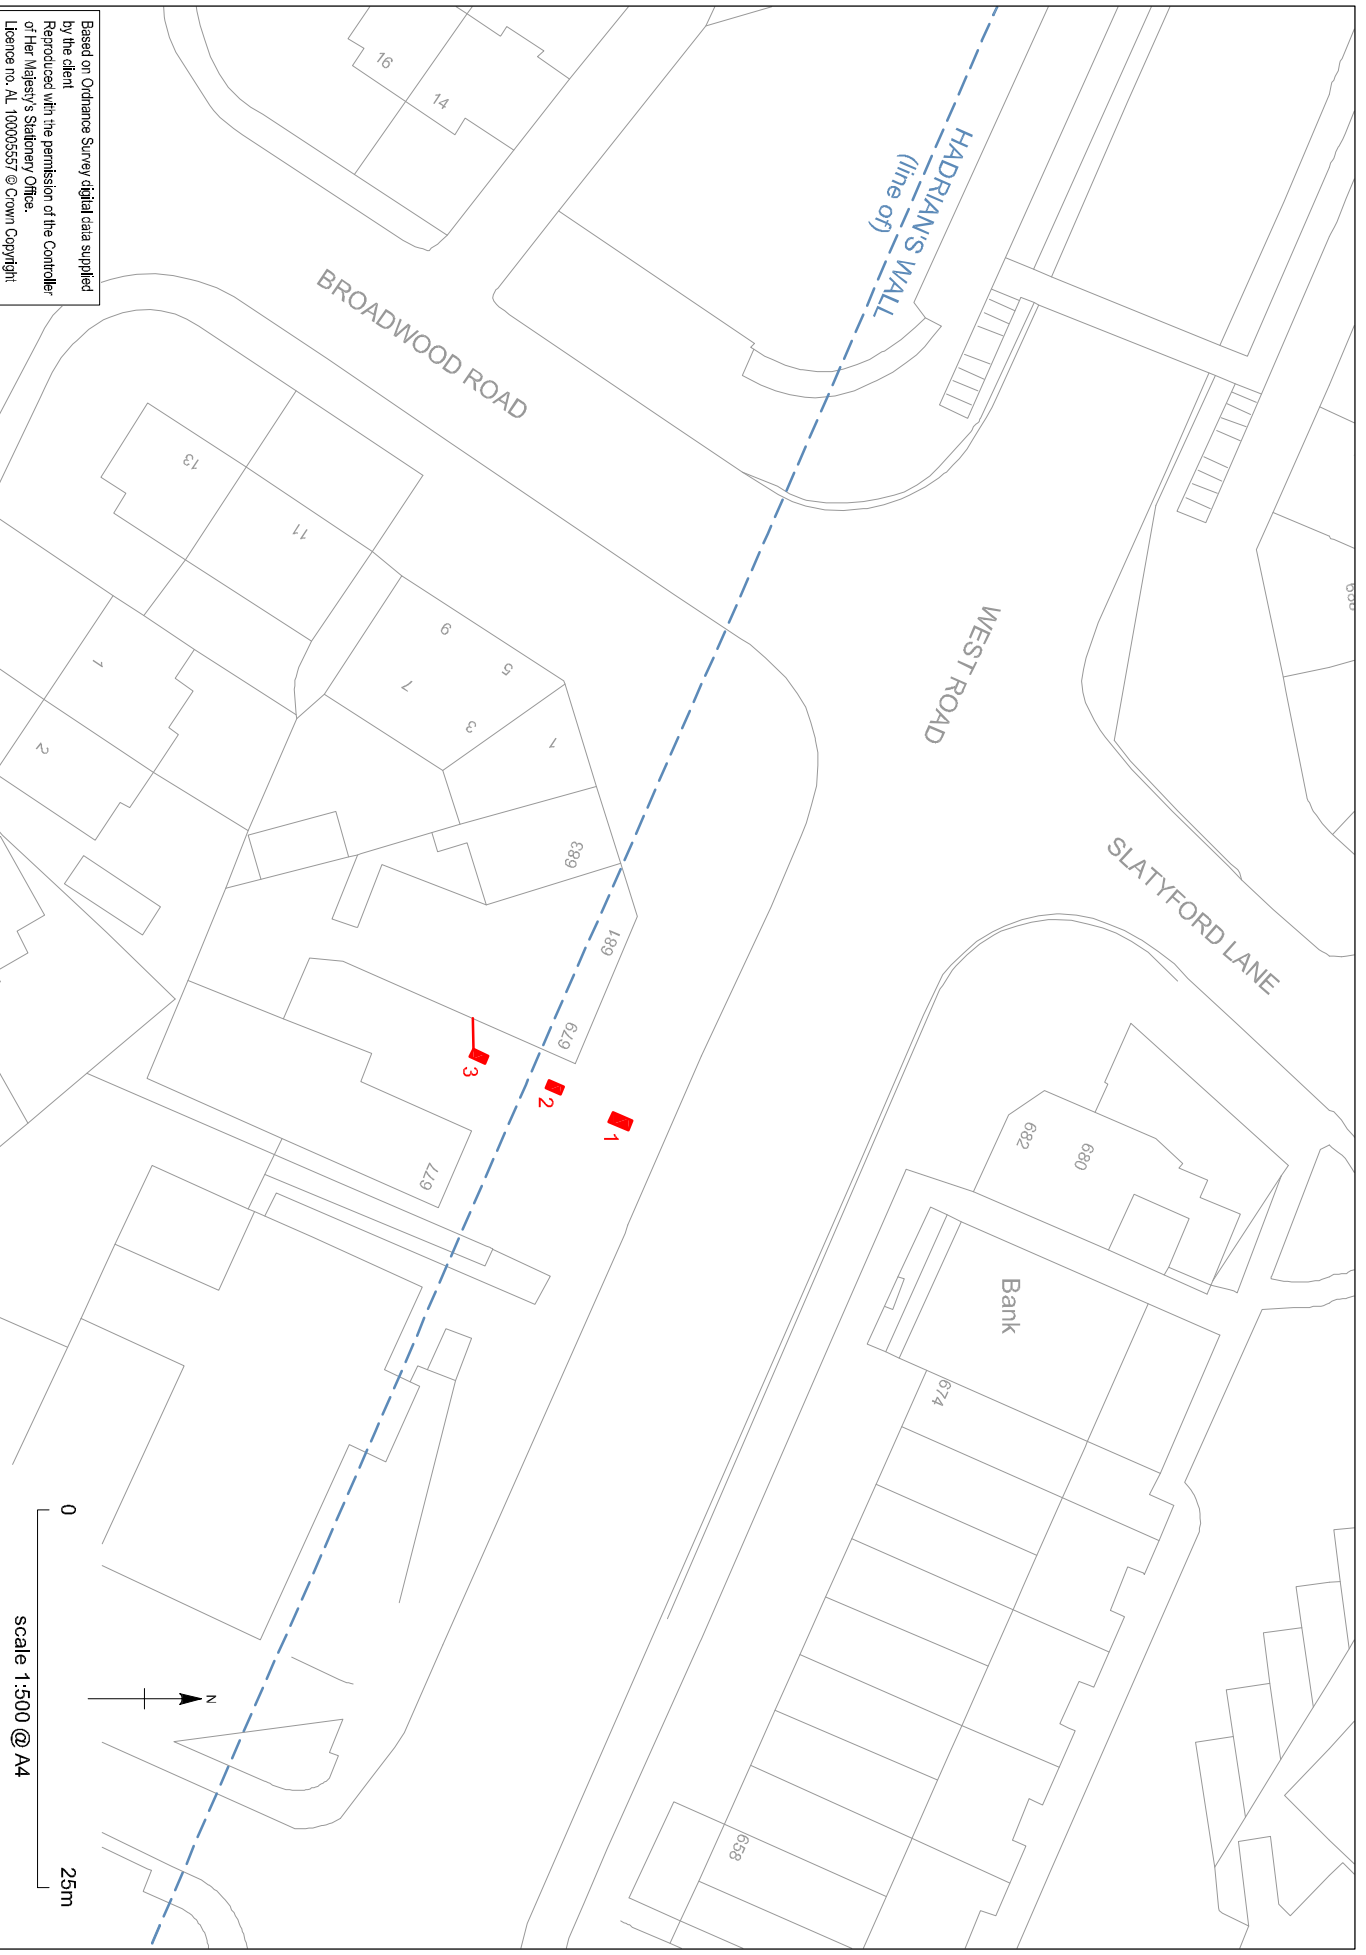 Based on Ordnance Survey digital data supplied
by the client
Reproduced with the permission of the Controller
of Her Majesty's Stationery Office.
Licence no. AL 100005557 © Crown Copyright
HADRIAN'S WALL
(line of)
BROADWOOD ROAD
WEST ROAD
SLATYFORD LANE
16
14
13
11
9
7
5
3
1
1
2
683
681
679
677
3
2
1
682
680
Bank
674
658
N
0
25m
scale 1:500 @ A4